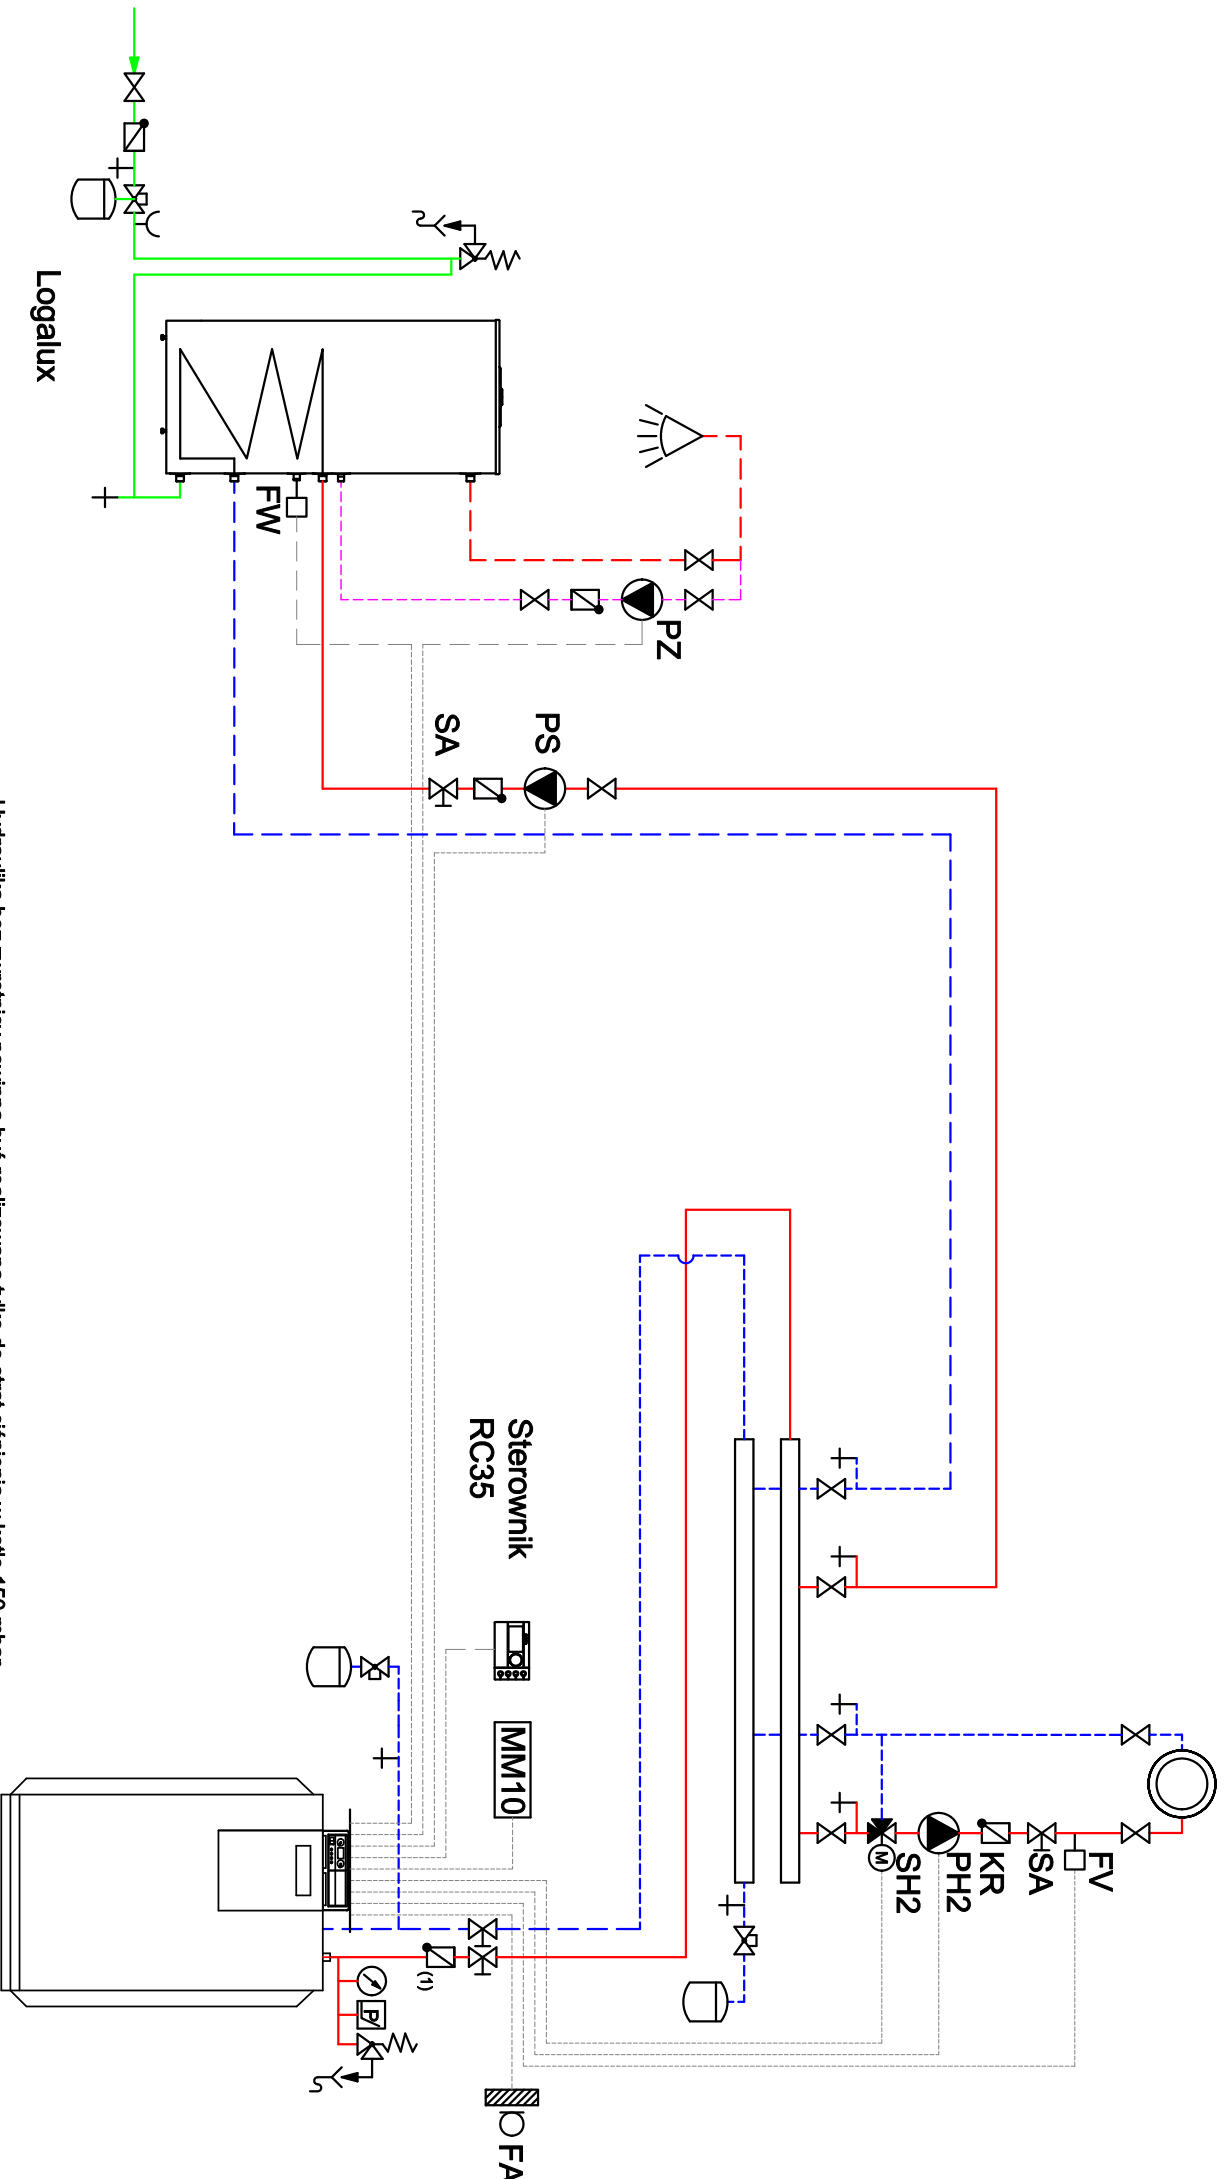 FV
SA
KR
PH2
SH2
M
PS
SA
PZ
FW
Logalux
Sterownik
RC35
MM10
(1)
P
FA